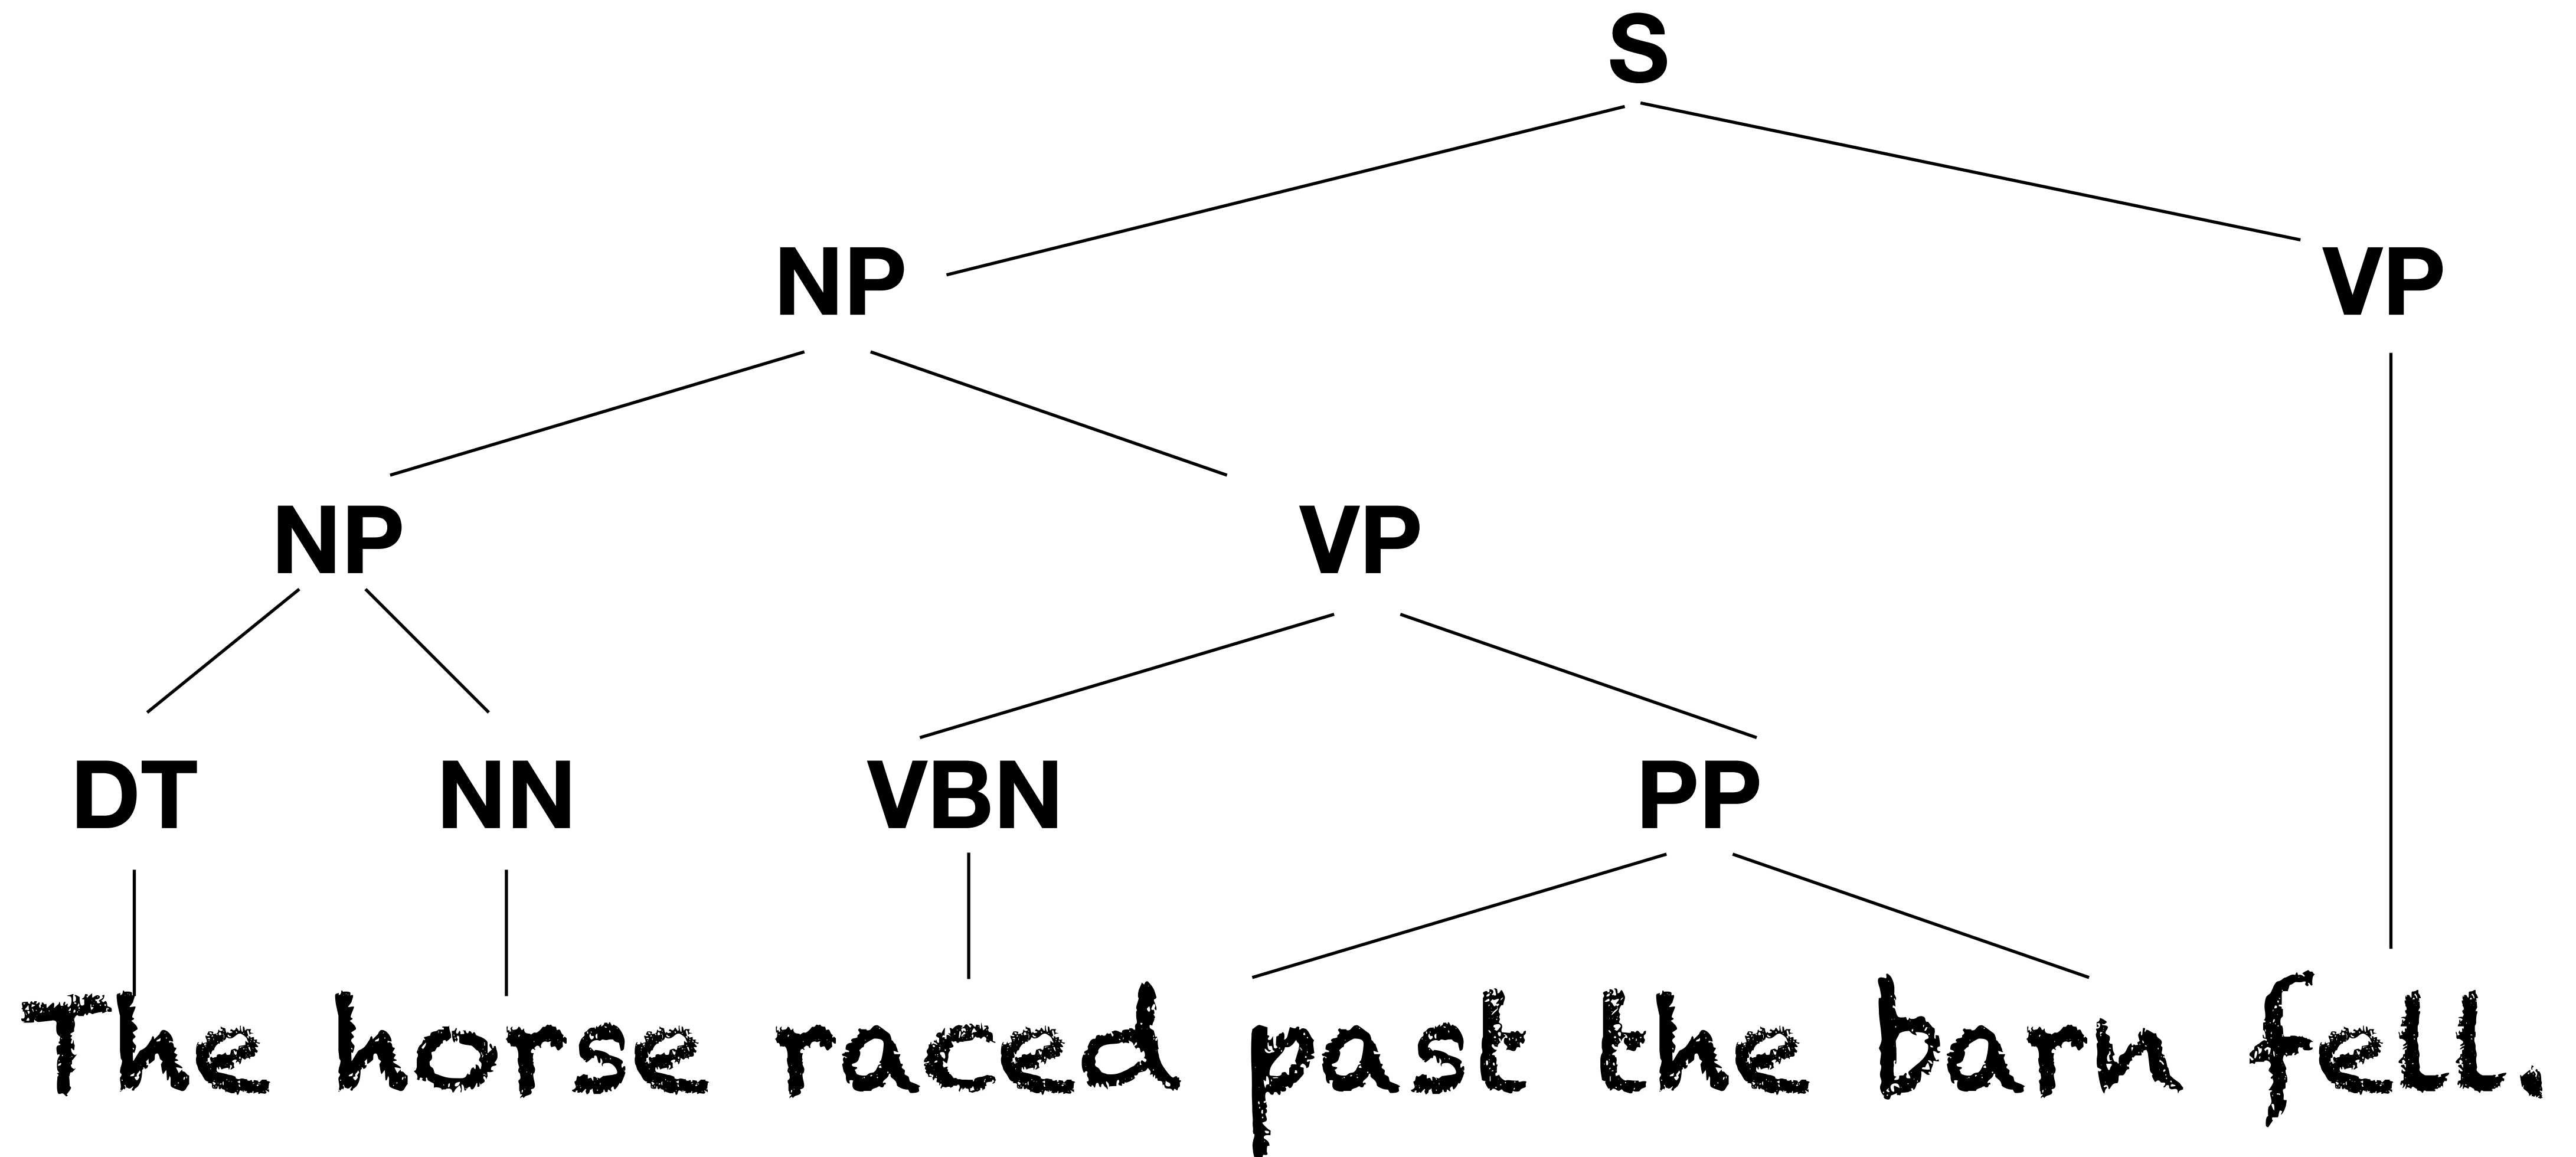 S
NP VP
NP VP
DT NN VBN PP
The horse raced past the barn fell.